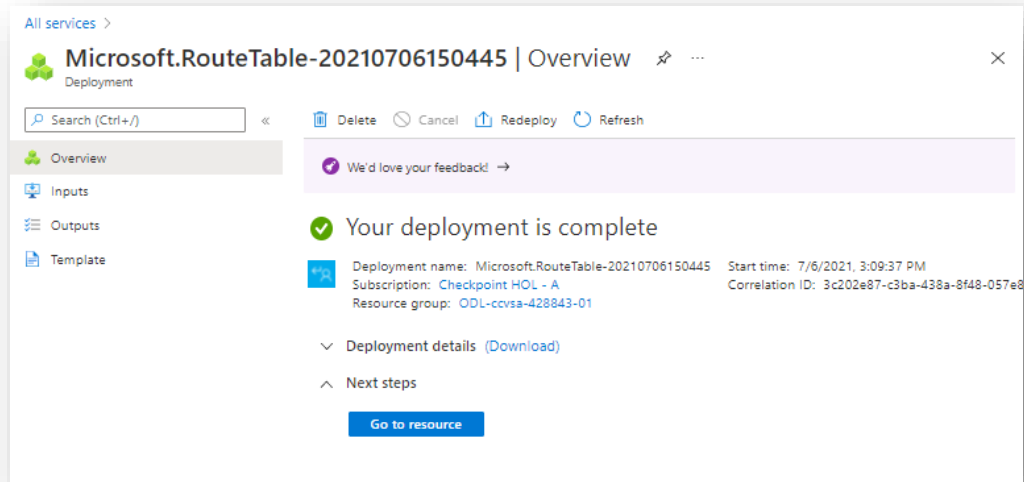 All services >
Microsoft.RouteTable-20210706150445 | Overview ...
Deployment
Search (Ctrl+/) «
Delete Cancel Redeploy Refresh
Overview
Inputs
Outputs
Template
We'd love your feedback! →
Your deployment is complete
Deployment name: Microsoft.RouteTable-20210706150445 Start time: 7/6/2021, 3:09:37 PM
Subscription: Checkpoint HOL - A Correlation ID: 3c202e87-c3ba-438a-8f48-057e8
Resource group: ODL-ccvsa-428843-01
Deployment details (Download)
Next steps
Go to resource